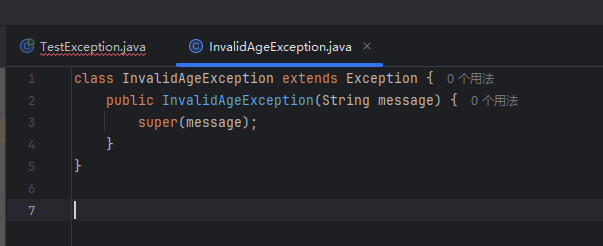 TestException.java
InvalidAgeException.java
1 class InvalidAgeException extends Exception { 0 个用法
2 public InvalidAgeException(String message) { 0 个用法
3 super(message);
4 }
5 }
6
7